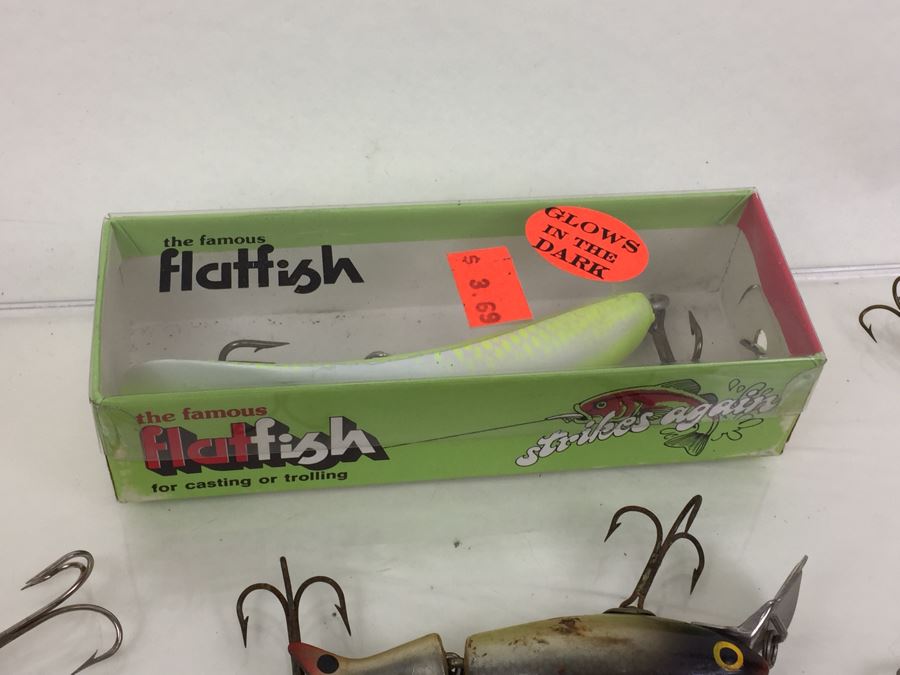 the famous
flatfish
GLOWS
IN THE
DARK
$ 3.69
the famous
flatfish
for casting or trolling
strikes again!